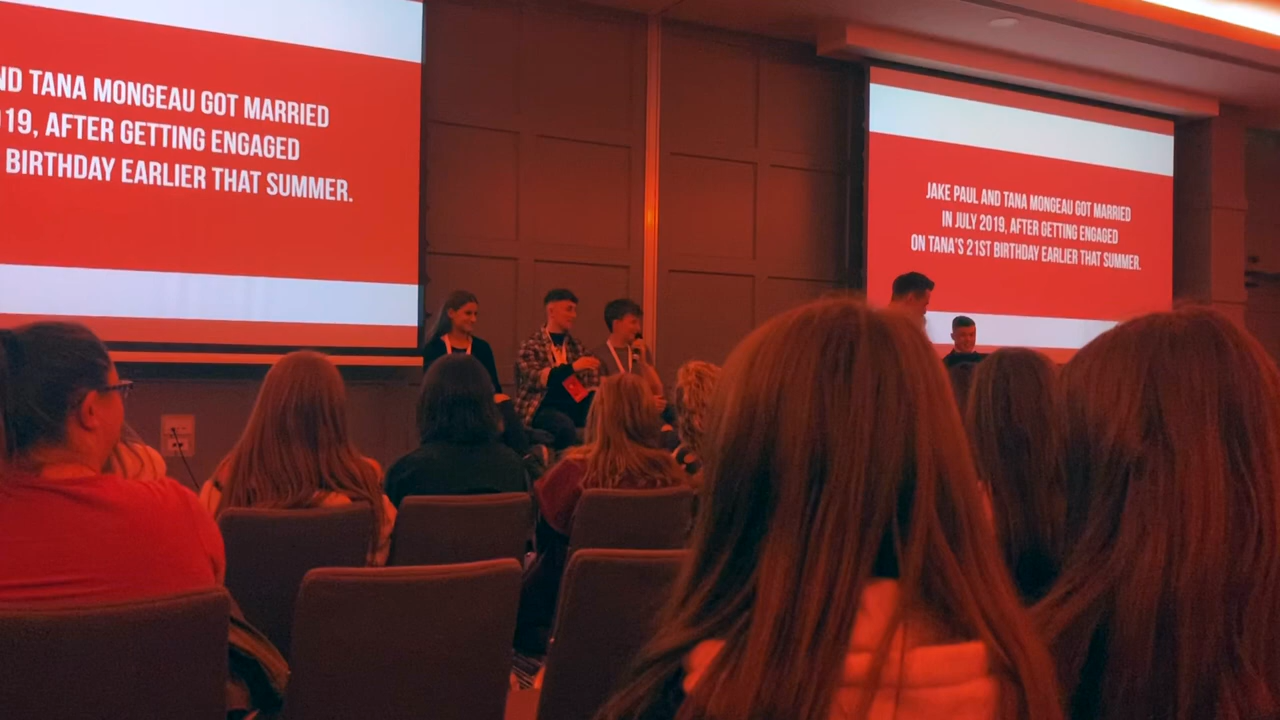 ND TANA MONGEAU GOT MARRIED
019, AFTER GETTING ENGAGED
BIRTHDAY EARLIER THAT SUMMER.
JAKE PAUL AND TANA MONGEAU GOT MARRIED
IN JULY 2019, AFTER GETTING ENGAGED
ON TANA'S 21ST BIRTHDAY EARLIER THAT SUMMER.